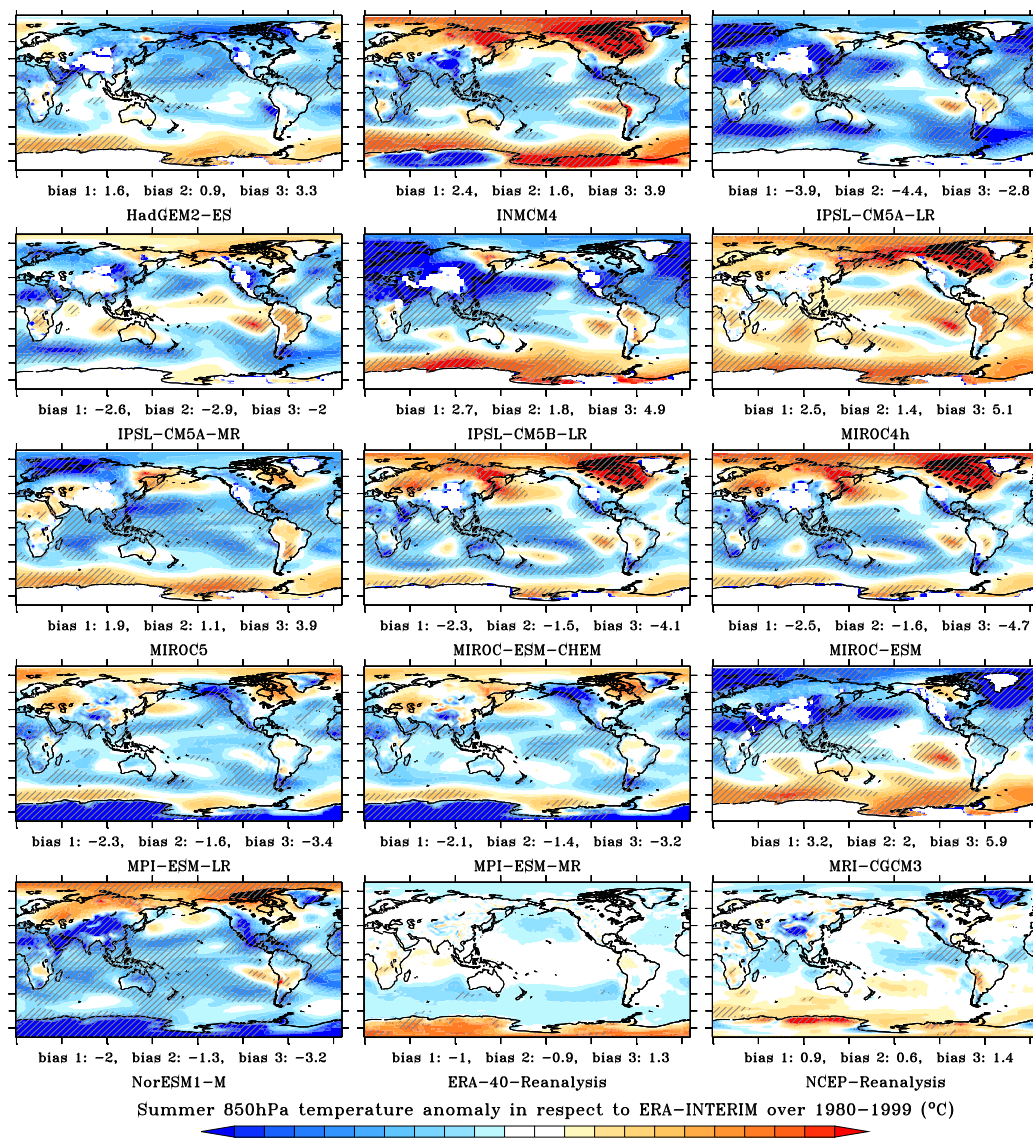 bias 1: 1.6, bias 2: 0.9, bias 3: 3.3
HadGEM2-ES
bias 1: 2.4, bias 2: 1.6, bias 3: 3.9
INMCM4
bias 1: -3.9, bias 2: -4.4, bias 3: -2.8
IPSL-CM5A-LR
bias 1: -2.6, bias 2: -2.9, bias 3: -2
IPSL-CM5A-MR
bias 1: 2.7, bias 2: 1.8, bias 3: 4.9
IPSL-CM5B-LR
bias 1: 2.5, bias 2: 1.4, bias 3: 5.1
MIROC4h
bias 1: 1.9, bias 2: 1.1, bias 3: 3.9
MIROC5
bias 1: -2.3, bias 2: -1.5, bias 3: -4.1
MIROC-ESM-CHEM
bias 1: -2.5, bias 2: -1.6, bias 3: -4.7
MIROC-ESM
bias 1: -2.3, bias 2: -1.6, bias 3: -3.4
MPI-ESM-LR
bias 1: -2.1, bias 2: -1.4, bias 3: -3.2
MPI-ESM-MR
bias 1: 3.2, bias 2: 2, bias 3: 5.9
MRI-CGCM3
bias 1: -2, bias 2: -1.3, bias 3: -3.2
NorESM1-M
bias 1: -1, bias 2: -0.9, bias 3: 1.3
ERA-40-Reanalysis
bias 1: 0.9, bias 2: 0.6, bias 3: 1.4
NCEP-Reanalysis
Summer 850hPa temperature anomaly in respect to ERA-INTERIM over 1980-1999 (°C)